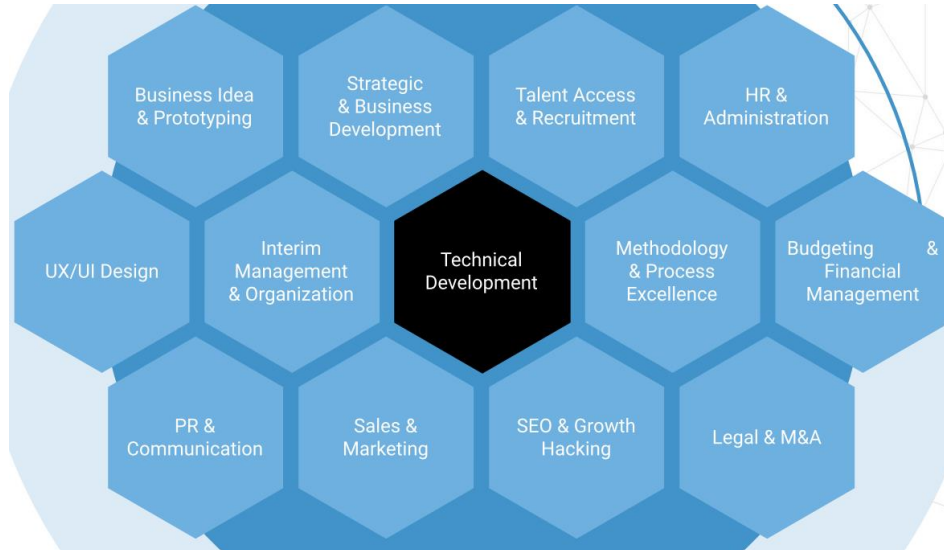 Business Idea
& Prototyping
Strategic
& Business
Development
Talent Access
& Recruitment
HR &
Administration
UX/UI Design
Interim
Management
& Organization
Technical
Development
Methodology
& Process
Excellence
Budgeting &
Financial
Management
PR &
Communication
Sales &
Marketing
SEO & Growth
Hacking
Legal & M&A